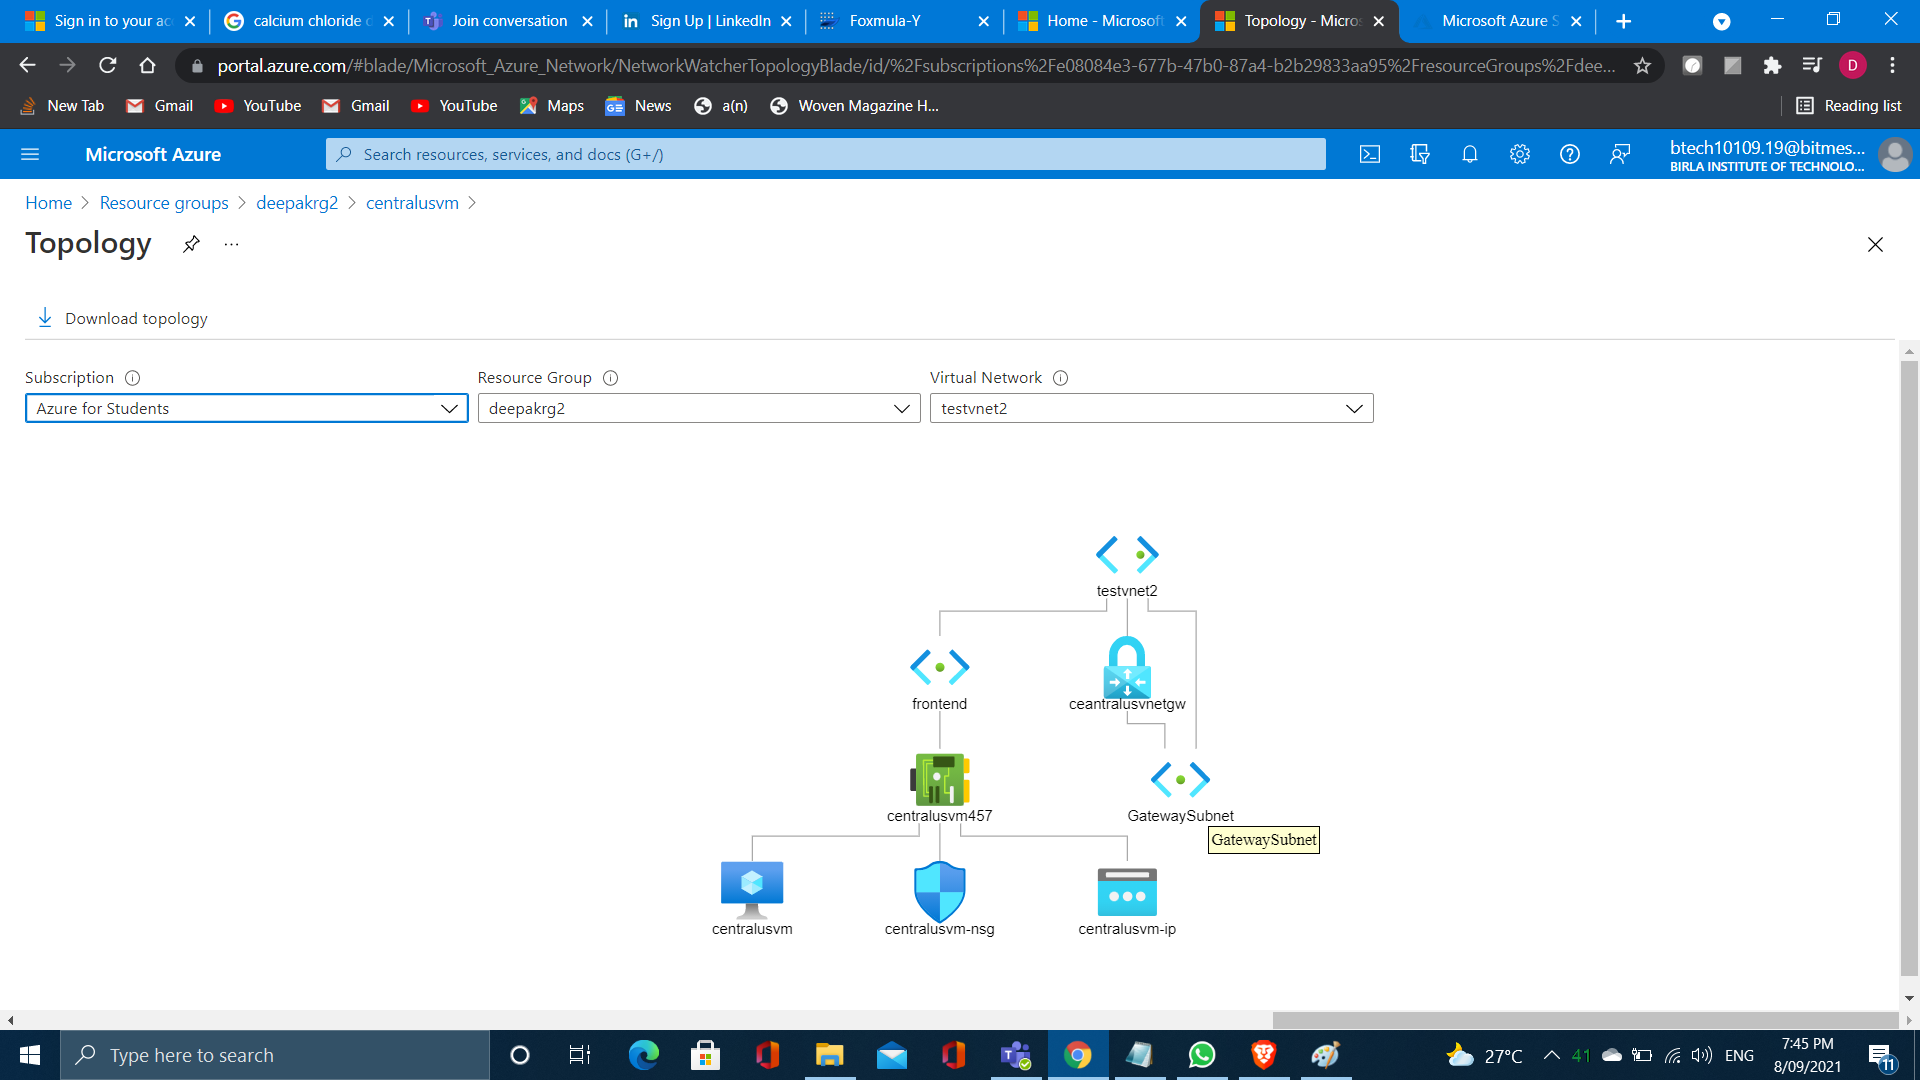 Sign in to your ac
calcium chloride d
Join conversation
Sign Up | LinkedIn
Foxmula-Y
Home - Microsoft
Topology - Micros
Microsoft Azure S
portal.azure.com/#blade/Microsoft_Azure_Network/NetworkWatcherTopologyBlade/id/%2Fsubscriptions%2Fe08084e3-677b-47b0-87a4-b2b29833aa95%2FresourceGroups%2Fdee...
D
New Tab
Gmail
YouTube
Gmail
YouTube
Maps
News
a(n)
Woven Magazine H...
Reading list
Microsoft Azure
Search resources, services, and docs (G+/)
btech10109.19@bitmes...
BIRLA INSTITUTE OF TECHNOLO...
Home > Resource groups > deepakrg2 > centralusvm >
Topology
...
Download topology
Subscription
Azure for Students
Resource Group
deepakrg2
Virtual Network
testvnet2
testvnet2
frontend
ceantralusvnetgw
centralusvm457
GatewaySubnet
GatewaySubnet
centralusvm
centralusvm-nsg
centralusvm-ip
Type here to search
27°C
41
ENG
7:45 PM
8/09/2021
11